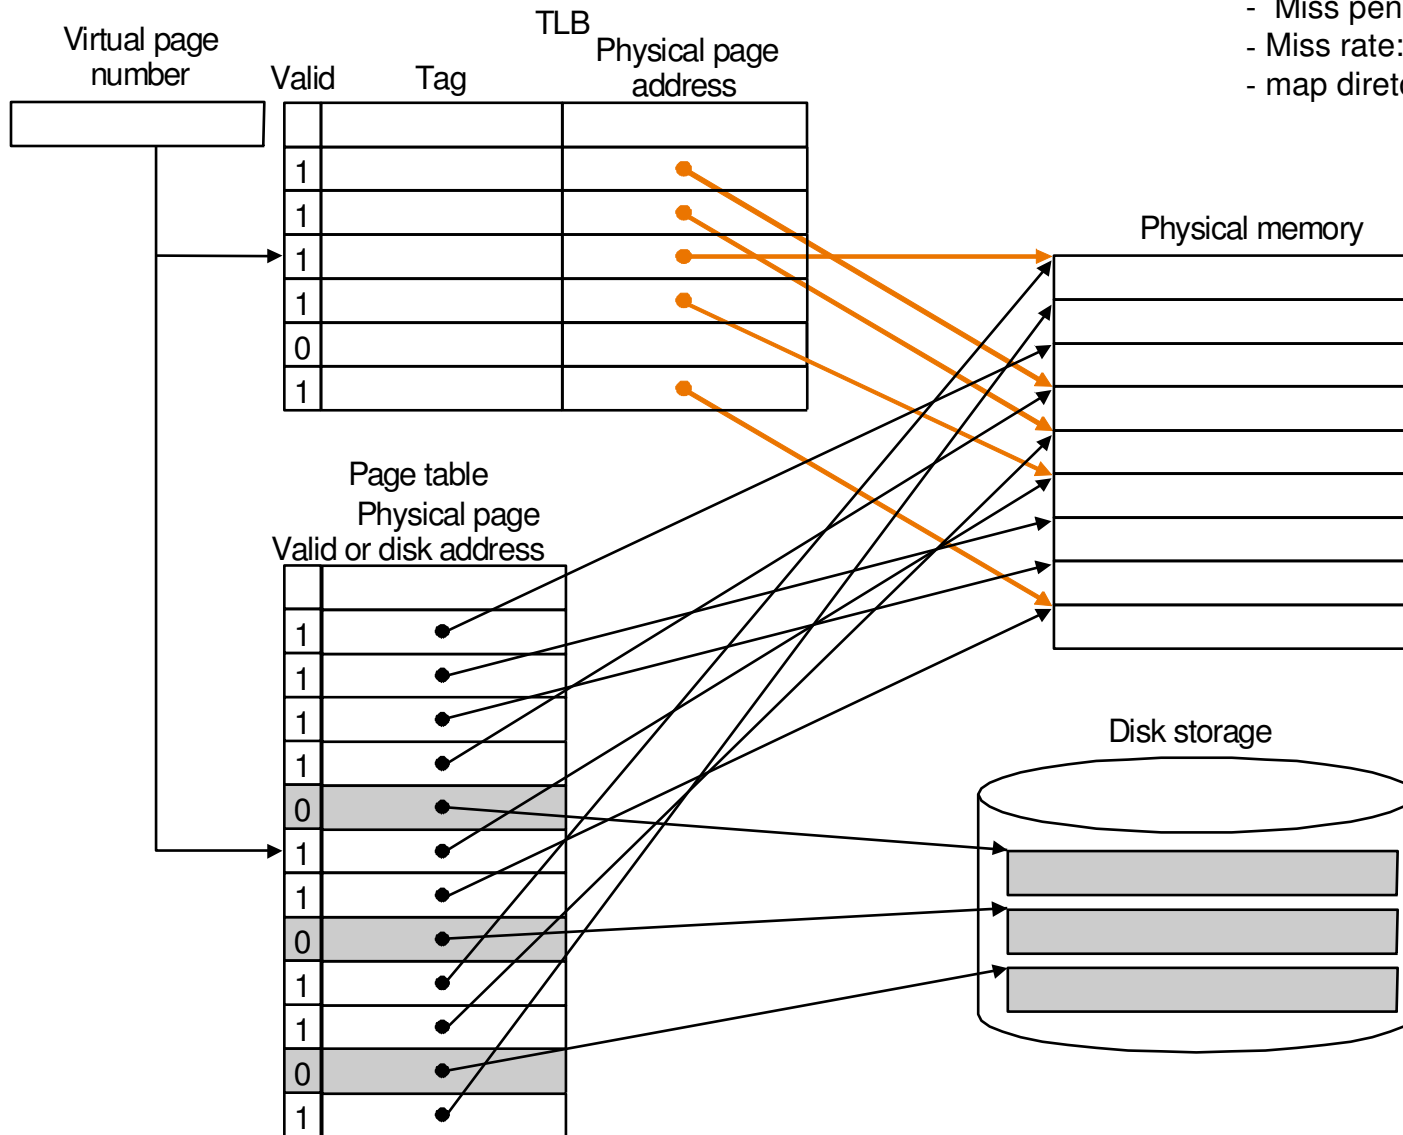 - Miss
- Miss rate:
- map
TLB
Virtual page
number
Valid Tag Physical page
address
1
1
1
1
0
1
Physical memory
Page table
Physical page
Valid or disk address
1
1
1
1
0
1
1
0
1
1
0
1
Disk storage